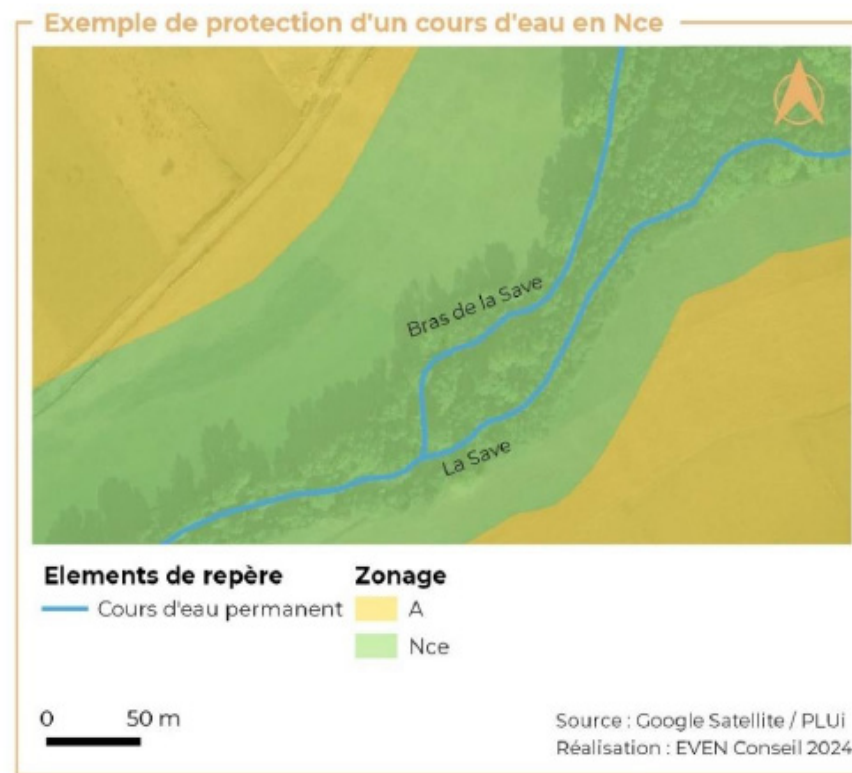 Exemple de protection d'un cours d'eau en Nce
Bras de la Save
La Save
Elements de repère
Cours d'eau permanent
Zonage
A
Nce
0 50 m
Source : Google Satellite / PLUi
Réalisation : EVEN Conseil 2024